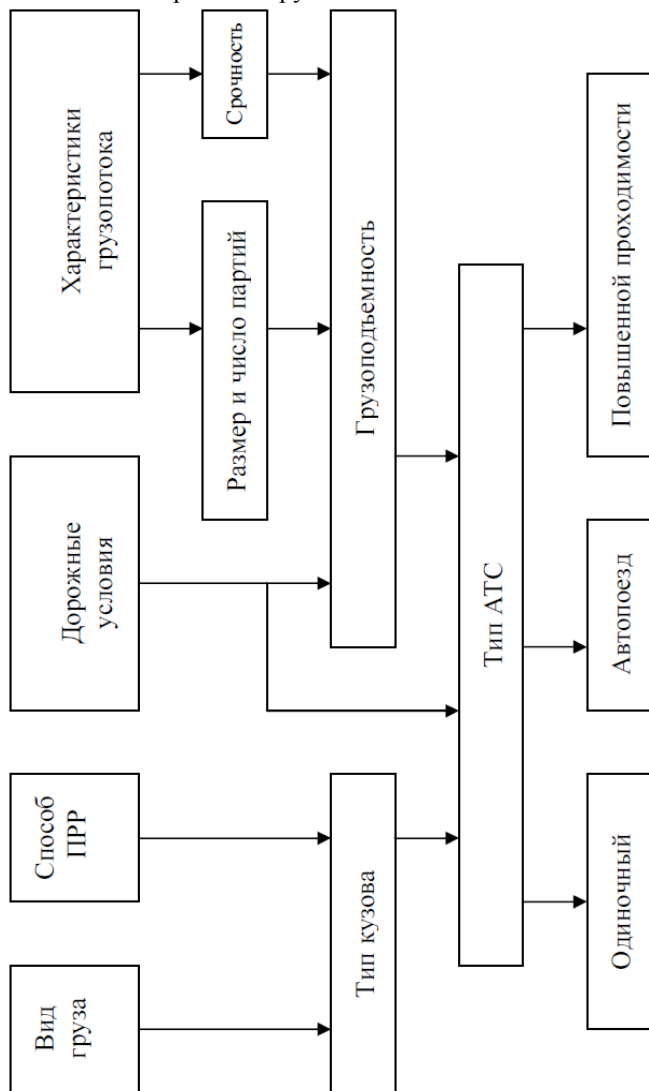 Вид
груза
Способ
ПРР
Дорожные
условия
Характеристики
грузопотока
Размер и число партий
Срочность
Тип кузова
Грузоподъемность
Тип АТС
Одиночный
Автопоезд
Повышенной проходимости